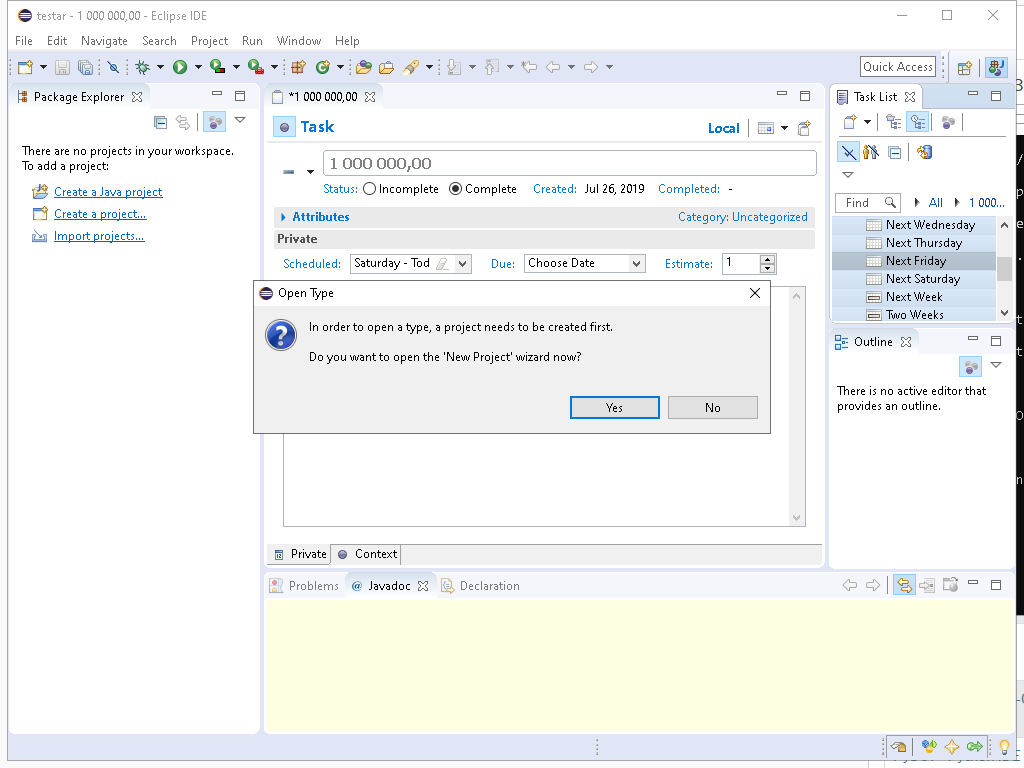 testar - 1 000 000,00 - Eclipse IDE
File Edit Navigate Search Project Run Window Help
Quick Access
Package Explorer
There are no projects in your workspace.
To add a project:
Create a Java project
Create a project...
Import projects...
*1 000 000,00
Task
Local
1 000 000,00
Status: Incomplete Complete Created: Jul 26, 2019 Completed: -
Attributes Category: Uncategorized
Private
Scheduled: Saturday - Tod Due: Choose Date Estimate: 1
Open Type
In order to open a type, a project needs to be created first.
Do you want to open the 'New Project' wizard now?
Yes No
Private Context
Problems @ Javadoc Declaration
Task List
Find All 1 000...
Next Wednesday
Next Thursday
Next Friday
Next Saturday
Next Week
Two Weeks
Outline
There is no active editor that
provides an outline.